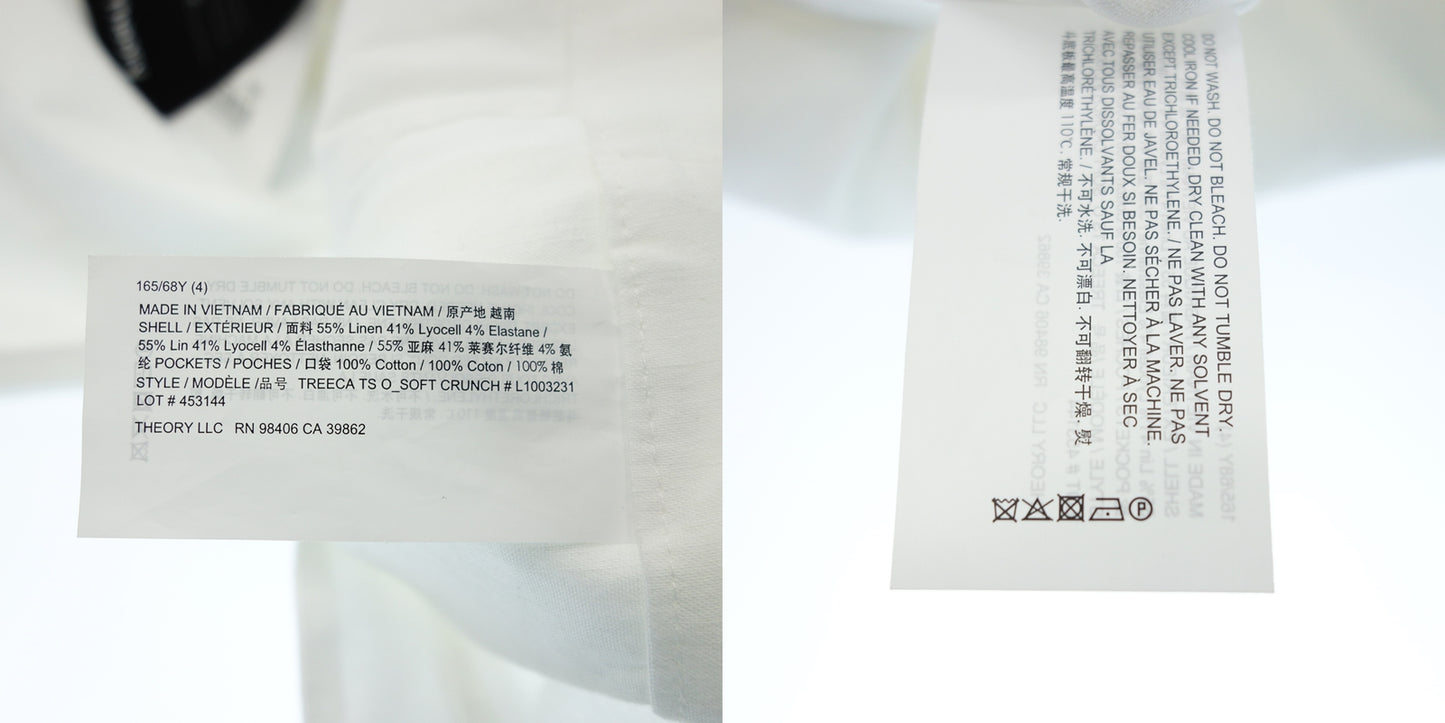 165/68Y (4)
MADE IN VIETNAM / FABRIQUÉ AU VIETNAM / 原产地 越南
SHELL / EXTÉRIEUR / 面料 55% Linen 41% Lyocell 4% Elastane /
55% Lin 41% Lyocell 4% Élasthanne / 55% 亚麻 41% 莱赛尔纤维 4% 氨
纶 POCKETS / POCHES / 口袋 100% Cotton / 100% Coton / 100% 棉
STYLE / MODÈLE /品号 TREECA TS O_SOFT CRUNCH # L1003231
LOT # 453144
THEORY LLC RN 98406 CA 39862
DO NOT WASH. DO NOT BLEACH. DO NOT TUMBLE DRY.
COOL IRON IF NEEDED. DRY CLEAN WITH ANY SOLVENT
EXCEPT TRICHLOROETHYLENE. / NE PAS LAVER. NE PAS
UTILISER EAU DE JAVEL. NE PAS SÉCHER À LA MACHINE.
REPASSER AU FER DOUX SI BESOIN. NETTOYER À SEC
AVEC TOUS DISSOLVANTS SAUF LA
TRICHLORÉTHYLÈNE. / 不可水洗. 不可漂白. 不可翻转干燥. 熨
斗底板最高温度 110℃. 常规干洗.
P